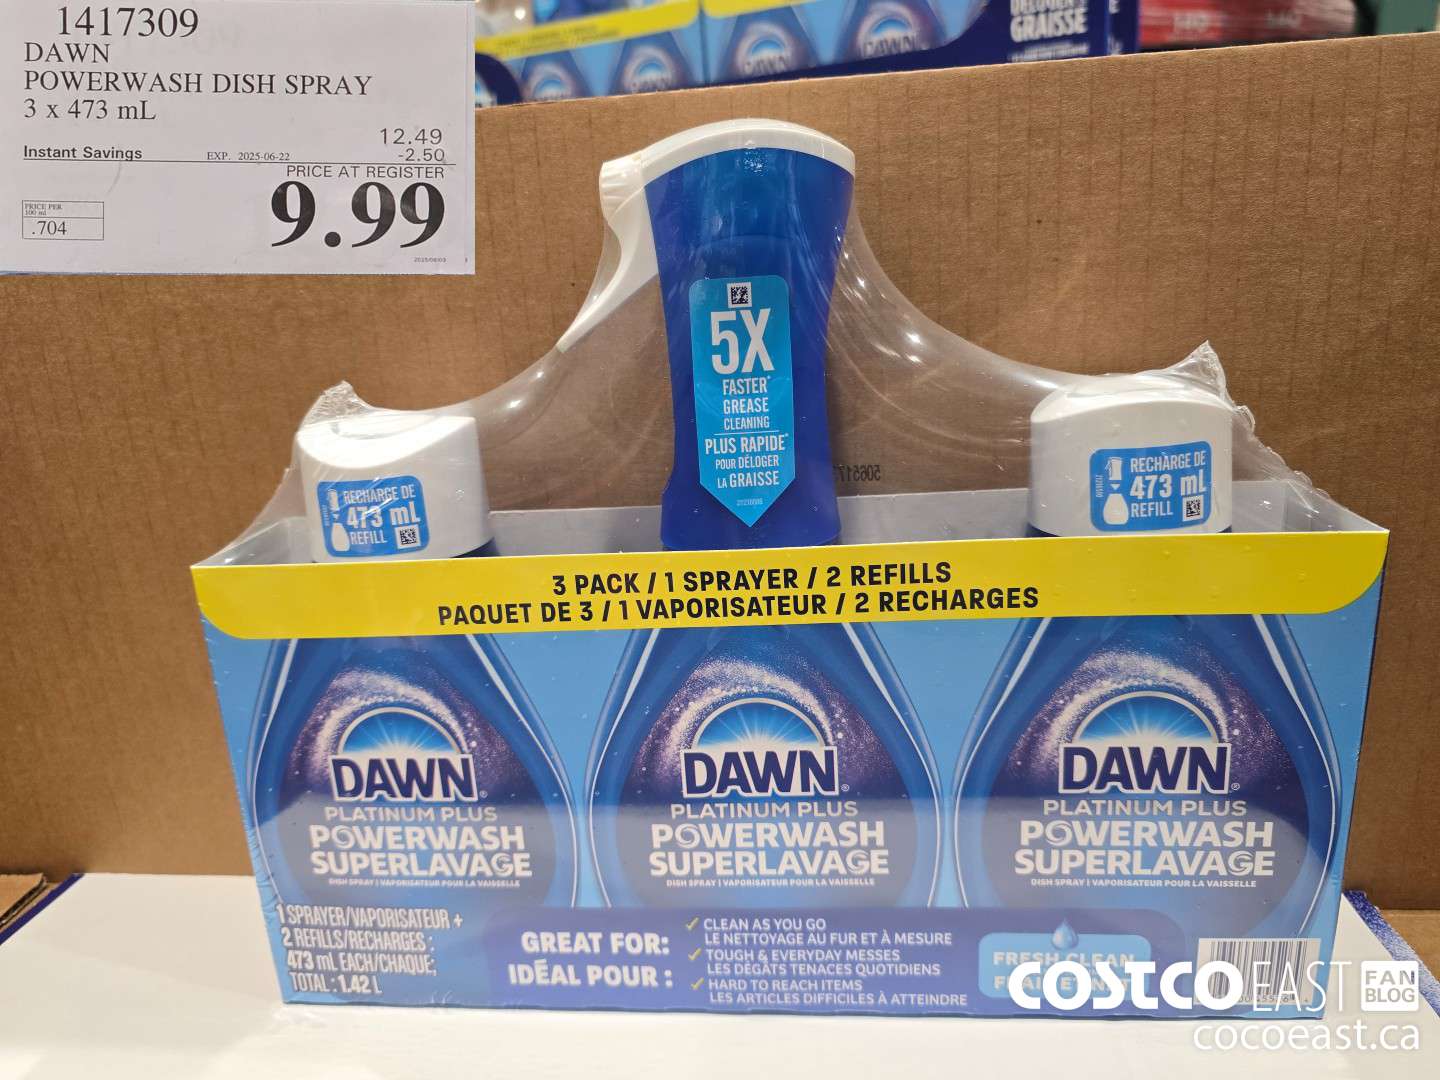 1417309
DAWN
POWERWASH DISH SPRAY
3 x 473 mL
12.49
Instant Savings EXP. 2025-06-22 -2.50
PRICE AT REGISTER
9.99
PRICE PER
100 ml
.704
GRAISSE
DAWN
DAWN
5X
FASTER*
GREASE
CLEANING
PLUS RAPIDE*
POUR DÉLOGER
LA GRAISSE
RECHARGE DE
473 mL
REFILL
RECHARGE DE
473 mL
REFILL
3 PACK / 1 SPRAYER / 2 REFILLS
PAQUET DE 3 / 1 VAPORISATEUR / 2 RECHARGES
DAWN
PLATINUM PLUS
POWERWASH
SUPERLAVAGE
DISH SPRAY | VAPORISATEUR POUR LA VAISSELLE
DAWN
PLATINUM PLUS
POWERWASH
SUPERLAVAGE
DISH SPRAY | VAPORISATEUR POUR LA VAISSELLE
DAWN
PLATINUM PLUS
POWERWASH
SUPERLAVAGE
DISH SPRAY | VAPORISATEUR POUR LA VAISSELLE
1 SPRAYER/VAPORISATEUR +
2 REFILLS/RECHARGES :
473 mL EACH/CHAQUE;
TOTAL : 1.42 L
GREAT FOR:
IDÉAL POUR :
✓ CLEAN AS YOU GO
LE NETTOYAGE AU FUR ET À MESURE
✓ TOUGH & EVERYDAY MESSES
LES DÉGÂTS TENACES QUOTIDIENS
✓ HARD TO REACH ITEMS
LES ARTICLES DIFFICILES À ATTEINDRE
FRESH CLEAN
COSTCO EAST FAN BLOG
cocoeast.ca